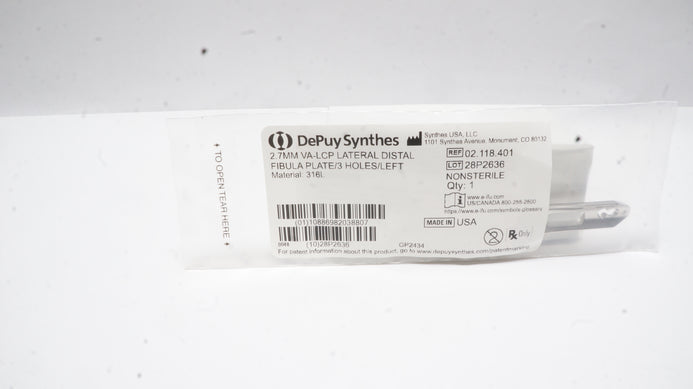 DePuy Synthes
Synthes USA, LLC
1101 Synthes Avenue, Monument, CO 80132
2.7MM VA-LCP LATERAL DISTAL
FIBULA PLATE/3 HOLES/LEFT
Material: 316L
REF 02.118.401
LOT 28P2636
NONSTERILE
Qty: 1
www.e-ifu.com
US/CANADA 800-256-2600
https://www.e-ifu.com/symbols-glossary
(01)10886982038807
MADE IN USA
(10)28P2636
GP2434
Rx Only
For patent information about this product, go to www.depuysynthes.com/patentmarking
TO OPEN TEAR HERE